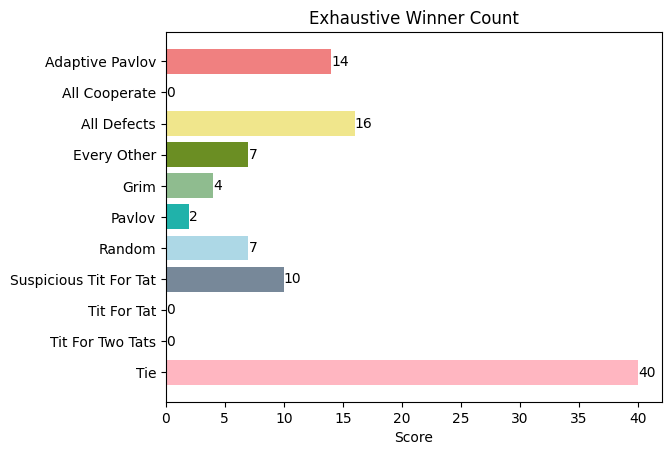 Exhaustive Winner Count
Adaptive Pavlov 14
All Cooperate 0
All Defects 16
Every Other 7
Grim 4
Pavlov 2
Random 7
Suspicious Tit For Tat 10
Tit For Tat 0
Tit For Two Tats 0
Tie 40
0 5 10 15 20 25 30 35 40
Score